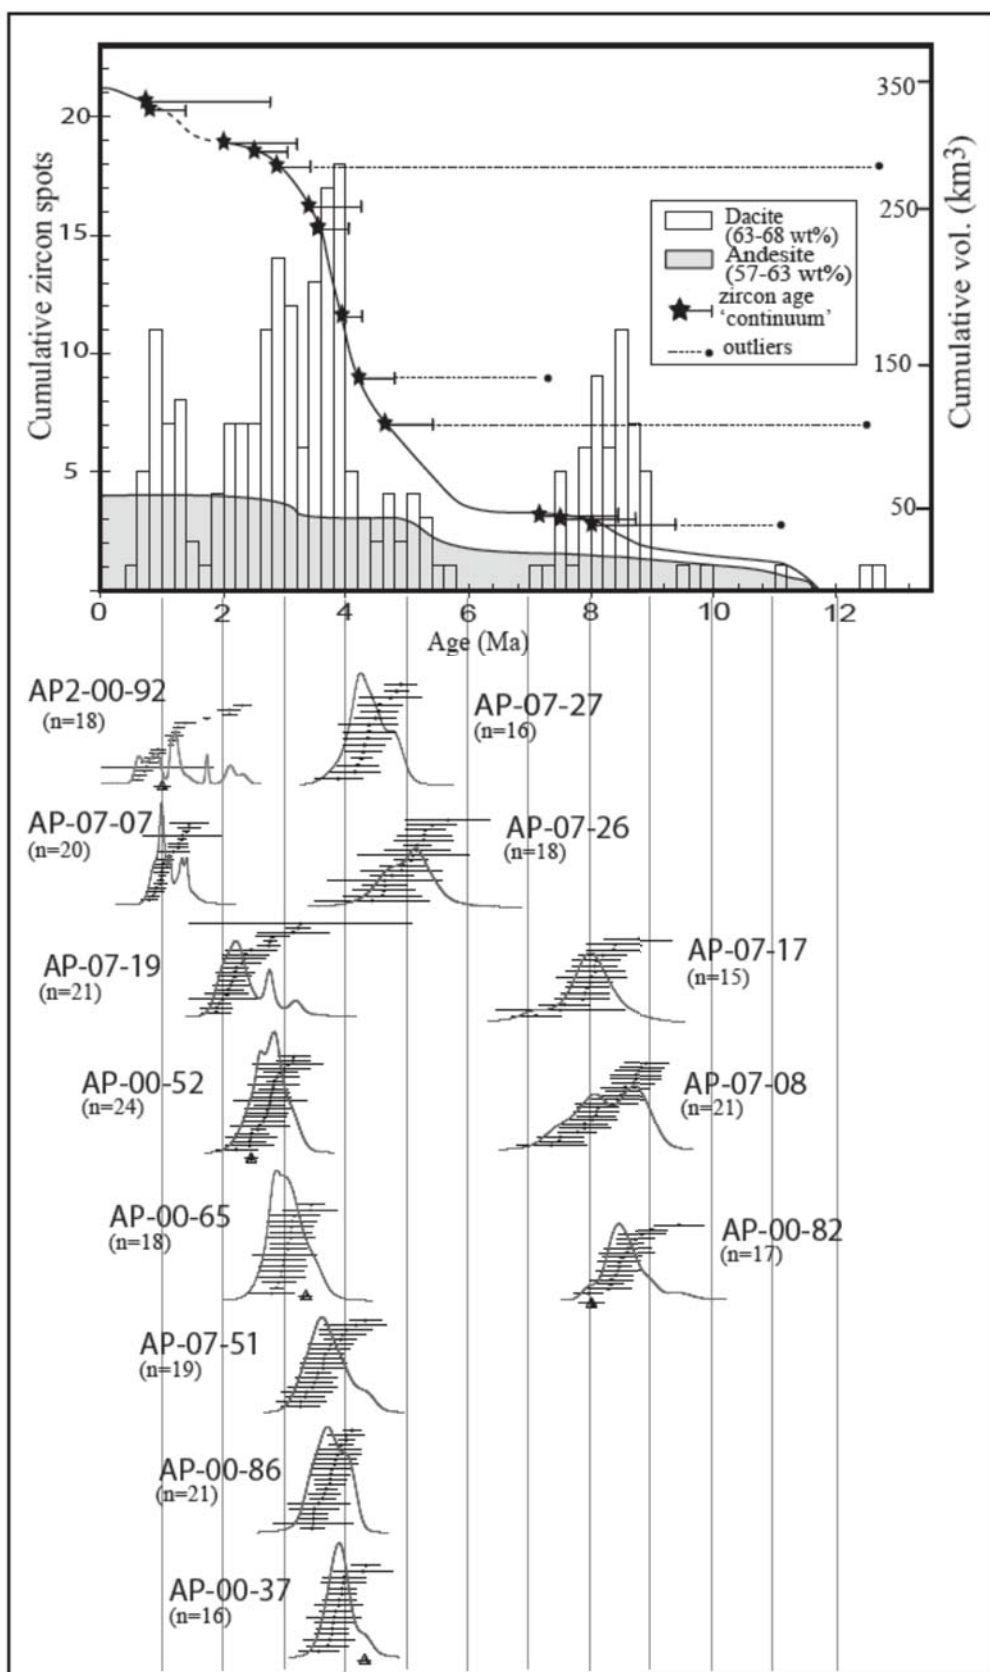 Cumulative zircon spots
20
15
10
5
0
2
4
6
8
10
12
Age (Ma)
350
250
150
50
Cumulative vol. (km3)
Dacite
(63-68 wt%)
Andesite
(57-63 wt%)
zircon age
'continuum'
outliers
AP2-00-92
(n=18)
AP-07-27
(n=16)
AP-07-07
(n=20)
AP-07-26
(n=18)
AP-07-19
(n=21)
AP-07-17
(n=15)
AP-00-52
(n=24)
AP-07-08
(n=21)
AP-00-65
(n=18)
AP-00-82
(n=17)
AP-07-51
(n=19)
AP-00-86
(n=21)
AP-00-37
(n=16)